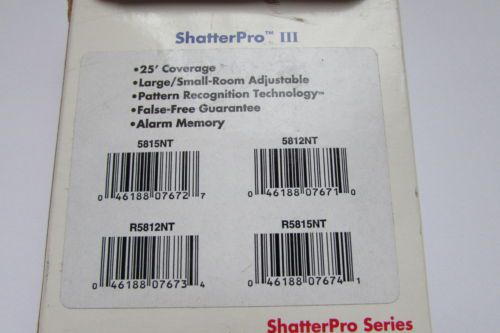 ShatterPro™ III
•25' Coverage
•Large/Small-Room Adjustable
•Pattern Recognition Technology™
•False-Free Guarantee
•Alarm Memory
5815NT 5812NT
0 46188 07672 7 0 46188 07671 0
R5812NT R5815NT
0 46188 07673 4 0 46188 07674 1
ShatterPro Series